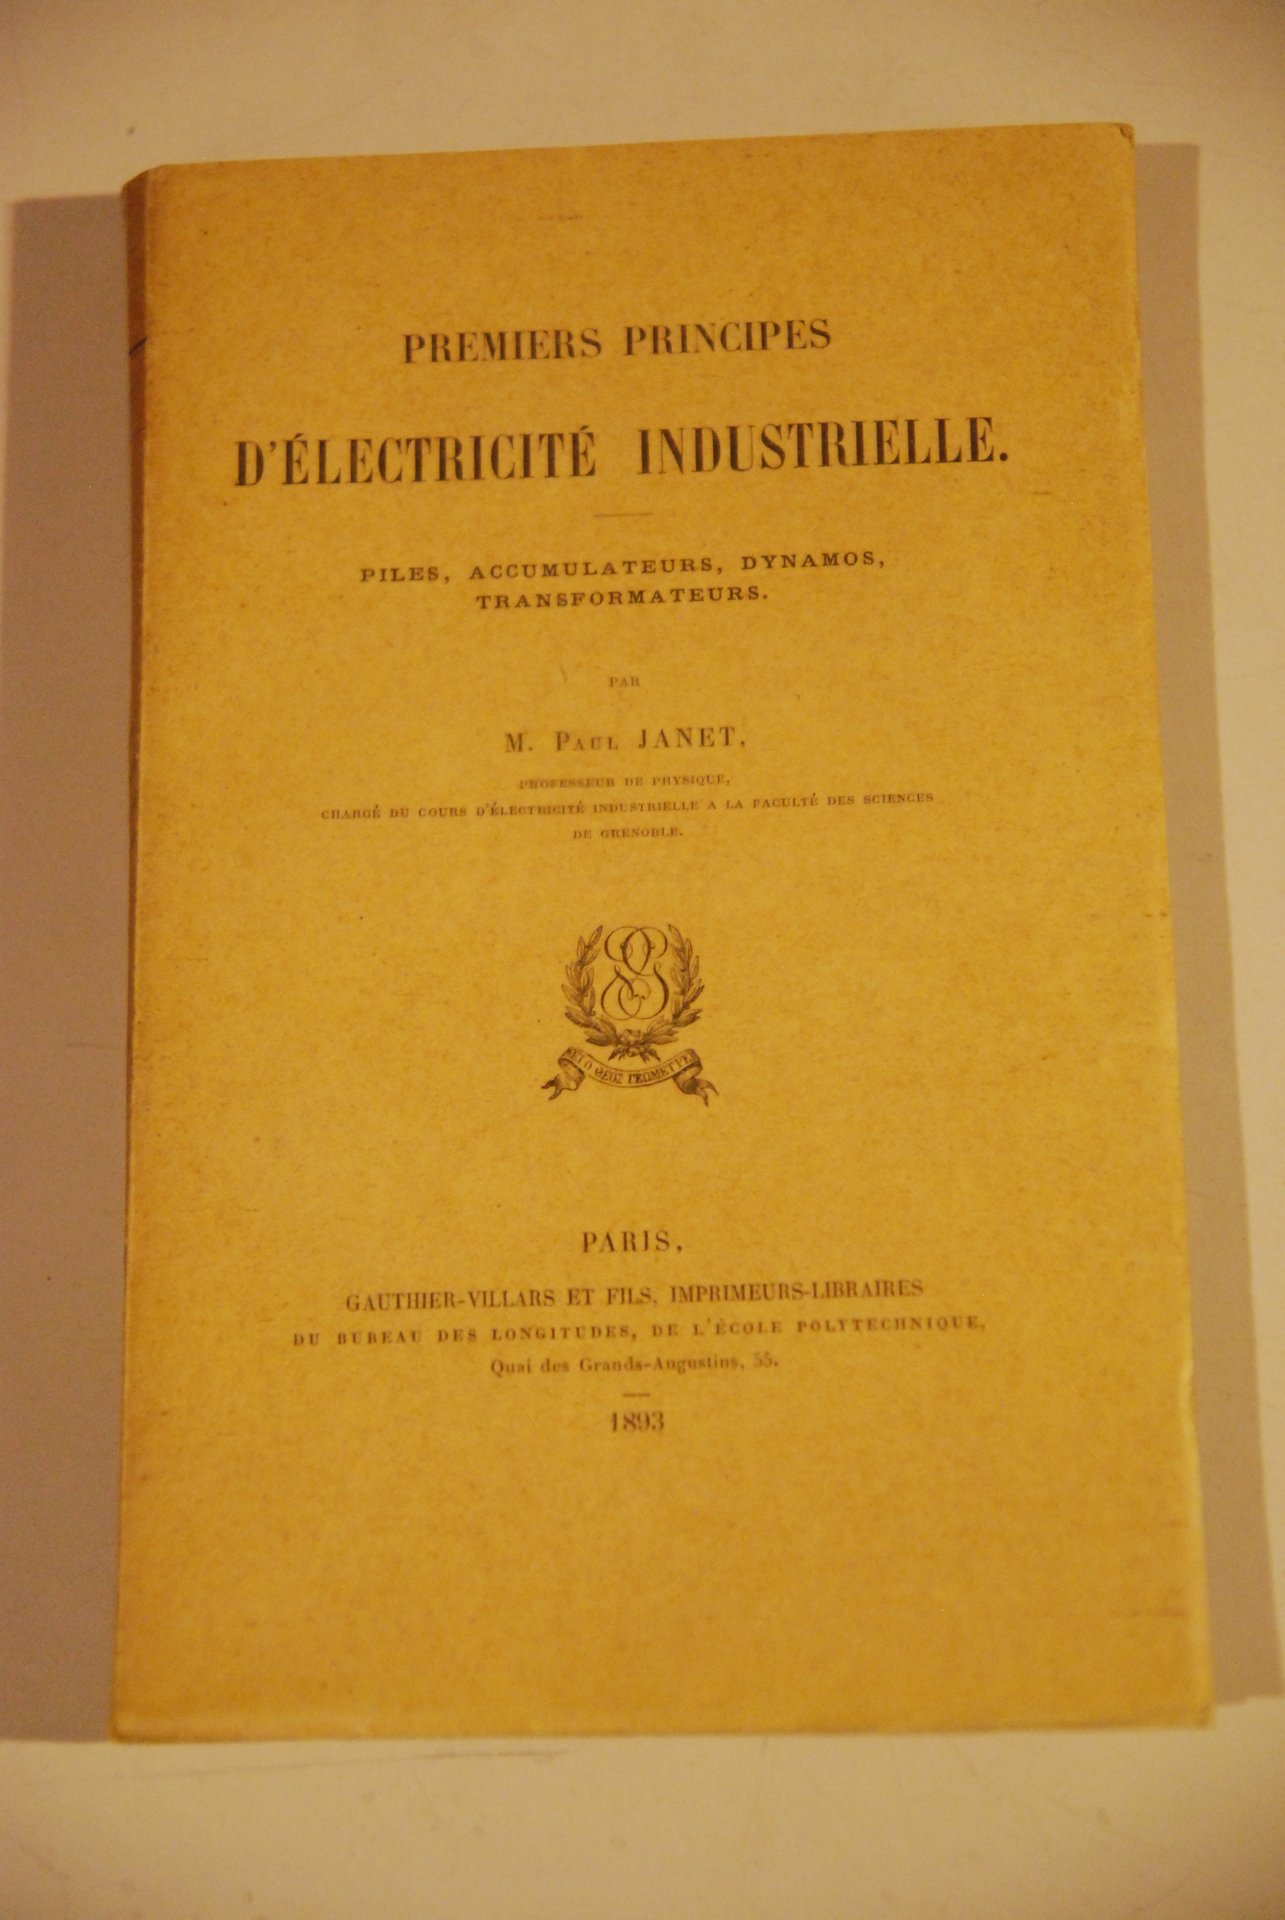 PREMIERS PRINCIPES
D'ÉLECTRICITÉ INDUSTRIELLE.
PILES, ACCUMULATEURS, DYNAMOS,
TRANSFORMATEURS.
PAR
M. PAUL JANET,
PROFESSEUR DE PHYSIQUE,
CHARGÉ DU COURS D'ÉLECTRICITÉ INDUSTRIELLE A LA FACULTÉ DES SCIENCES
DE GRENOBLE.
ΘΕΟΣ ΓΕΩΜΕΤΡΕΙ
PARIS,
GAUTHIER-VILLARS ET FILS, IMPRIMEURS-LIBRAIRES
DU BUREAU DES LONGITUDES, DE L'ÉCOLE POLYTECHNIQUE,
Quai des Grands-Augustins, 55.
1893